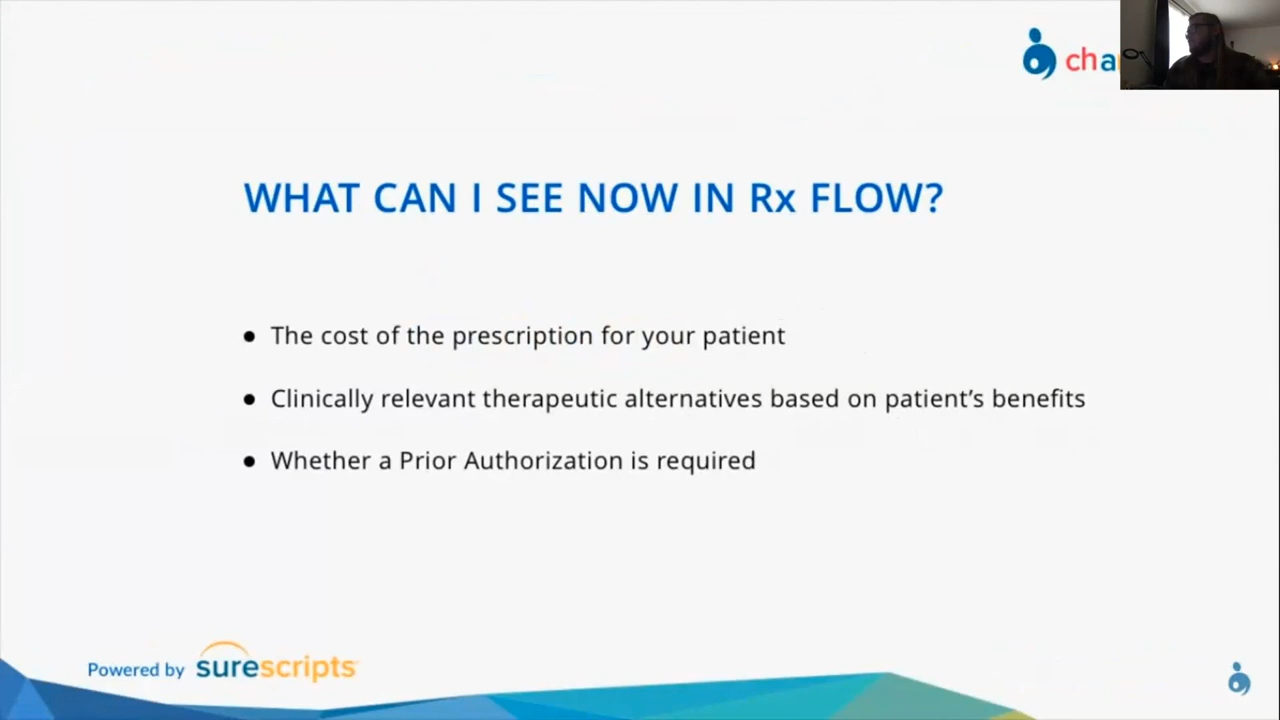 cha
WHAT CAN I SEE NOW IN Rx FLOW?
● The cost of the prescription for your patient
● Clinically relevant therapeutic alternatives based on patient’s benefits
● Whether a Prior Authorization is required
Powered by surescripts